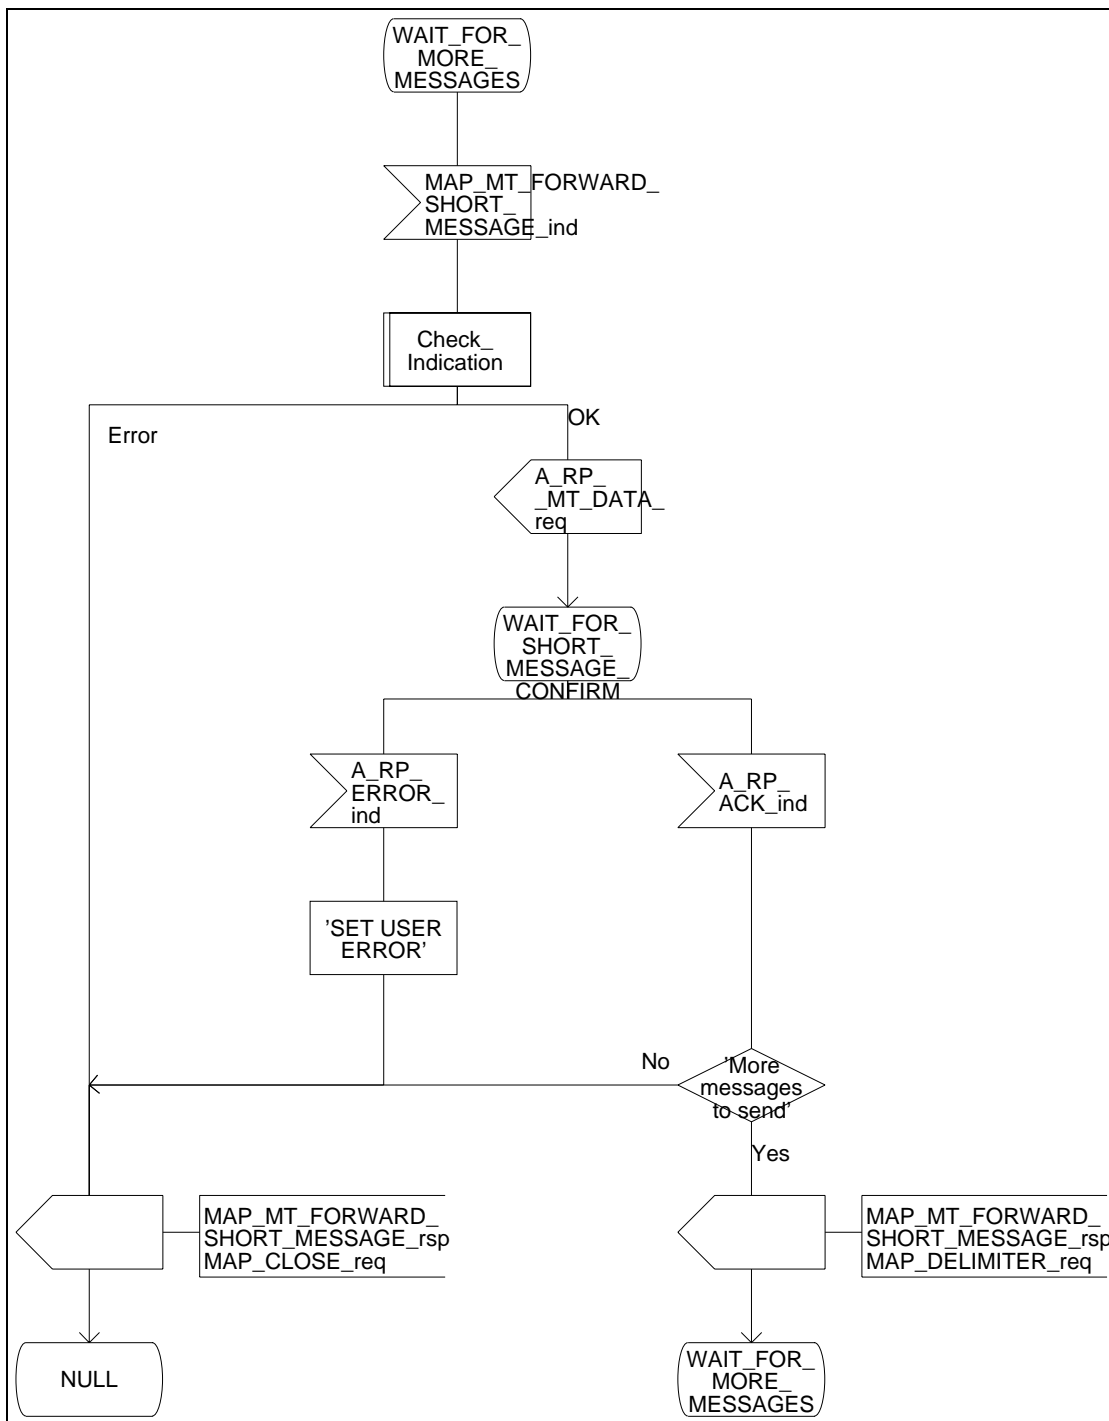 WAIT_FOR_
MORE_
MESSAGES
MAP_MT_FORWARD_
SHORT_
MESSAGE_ind
Check_
Indication
Error
OK
A_RP_
_MT_DATA_
req
WAIT_FOR_
SHORT_
MESSAGE_
CONFIRM
A_RP_
ERROR_
ind
A_RP_
ACK_ind
'SET USER
ERROR'
No
'More
messages
to send'
Yes
MAP_MT_FORWARD_
SHORT_MESSAGE_rsp
MAP_CLOSE_req
MAP_MT_FORWARD_
SHORT_MESSAGE_rsp
MAP_DELIMITER_req
NULL
WAIT_FOR_
MORE_
MESSAGES